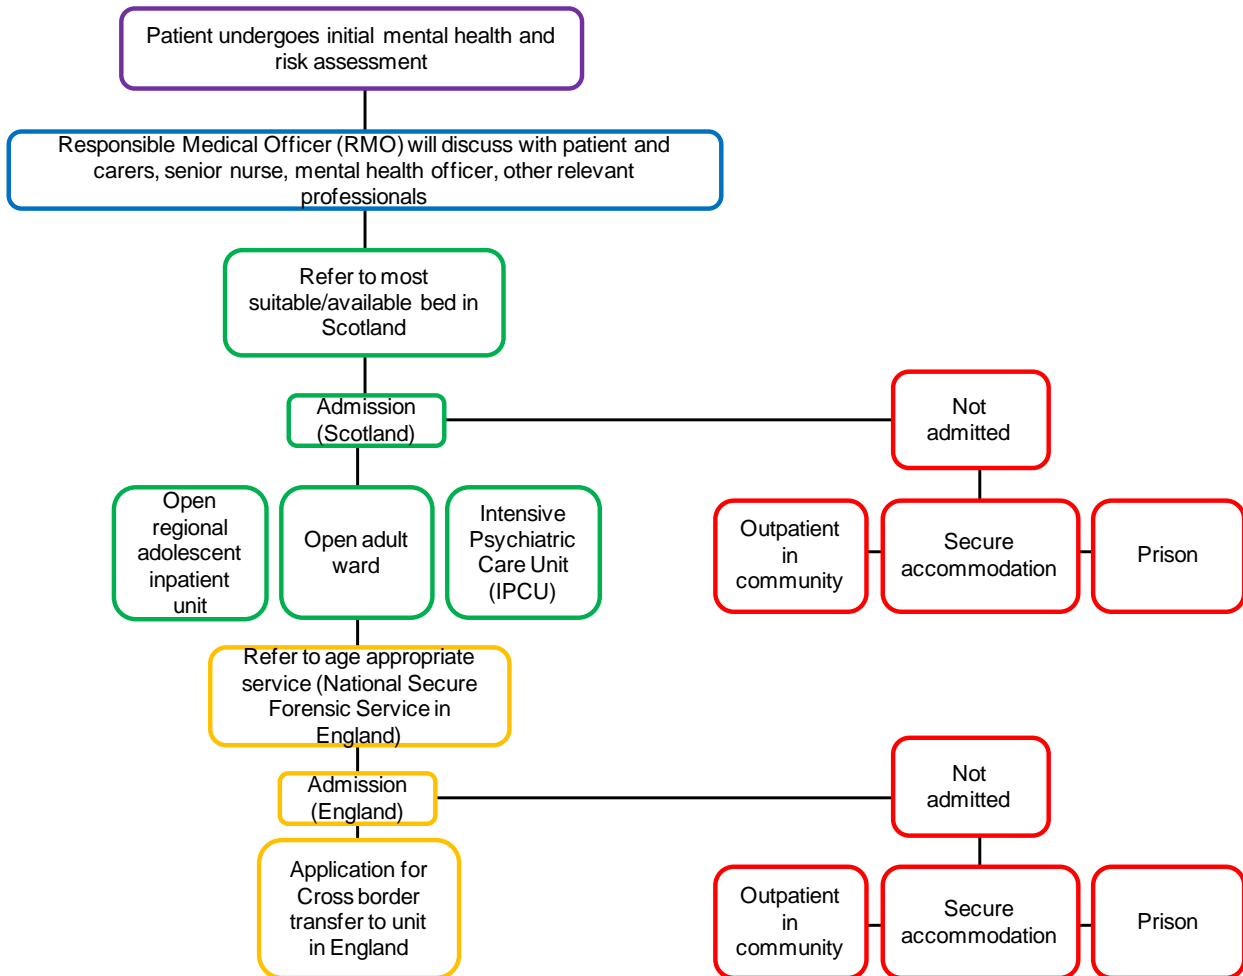 Patient undergoes initial mental health and
risk assessment
Responsible Medical Officer (RMO) will discuss with patient and
carers, senior nurse, mental health officer, other relevant
professionals
Refer to most
suitable/available bed in
Scotland
Admission
(Scotland)
Not
admitted
Open
regional
adolescent
inpatient
unit
Open adult
ward
Intensive
Psychiatric
Care Unit
(IPCU)
Outpatient
in
community
Secure
accommodation
Prison
Refer to age appropriate
service (National Secure
Forensic Service in
England)
Admission
(England)
Not
admitted
Application for
Cross border
transfer to unit
in England
Outpatient
in
community
Secure
accommodation
Prison